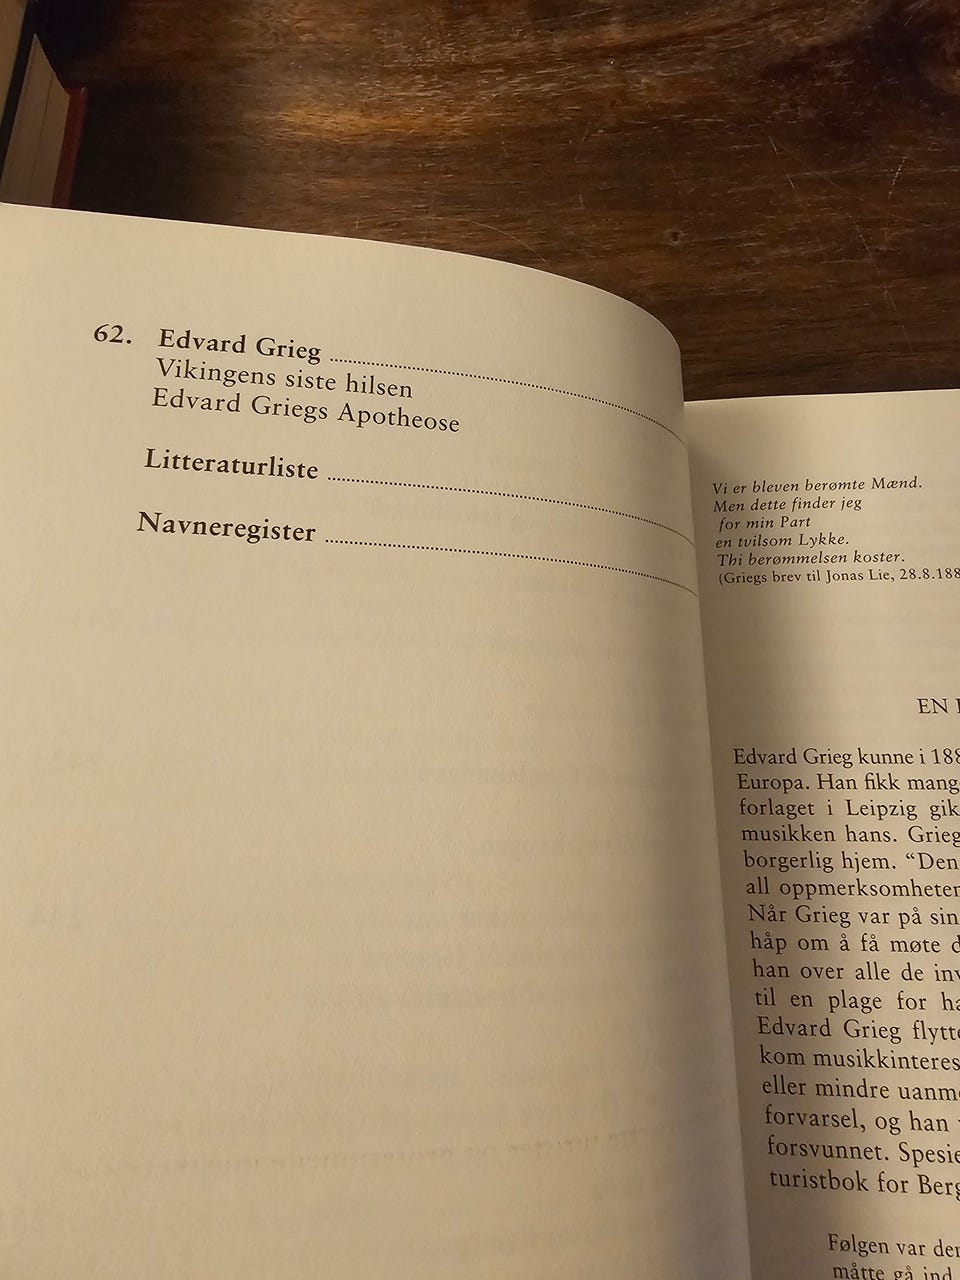 62. Edvard Grieg
Vikingens siste hilsen
Edvard Griegs Apotheose
Litteraturliste
Navneregister
Vi er bleven berømte Mænd.
Men dette finder jeg
for min Part
en tvilsom Lykke.
Thi berømmelsen koster.
(Griegs brev til Jonas Lie, 28.8.188
EN
Edvard Grieg kunne i 188
Europa. Han fikk mang
forlaget i Leipzig gik
musikken hans. Grieg
borgerlig hjem. “Den
all oppmerksomheten
Når Grieg var på sin
håp om å få møte
han over alle de inv
til en plage for ha
Edvard Grieg flytte
kom musikkinteres
eller mindre uanme
forvarsel, og han
forsvunnet. Spesie
turistbok for Berg
Følgen var der
måtte gå ind